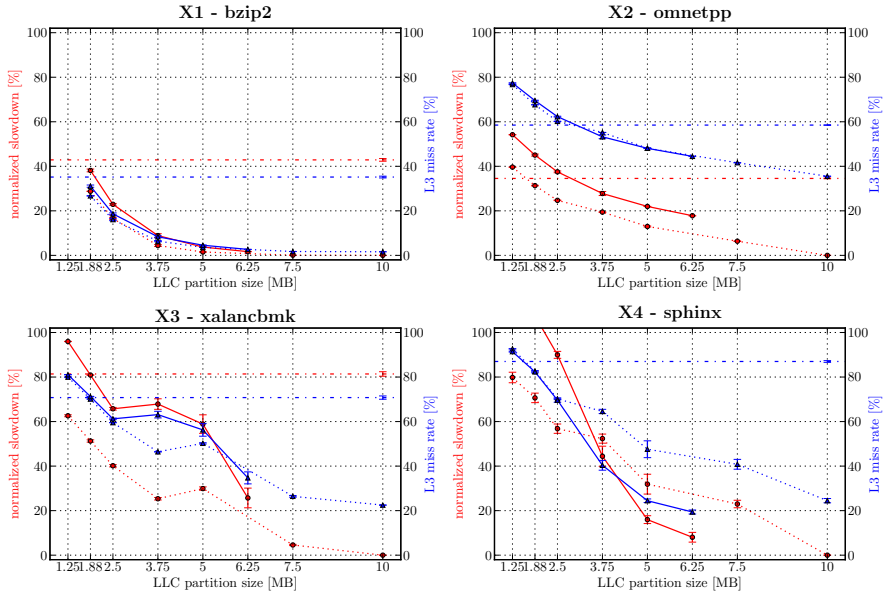 X1 - bzip2
X2 - omnetpp
100
80
60
40
20
0
100
80
60
40
20
0
100
80
60
40
20
0
100
80
60
40
20
0
normalized slowdown [%]
L3 miss rate [%]
normalized slowdown [%]
L3 miss rate [%]
1.25 1.88 2.5 3.75 5 6.25 7.5 10
1.25 1.88 2.5 3.75 5 6.25 7.5 10
LLC partition size [MB]
LLC partition size [MB]
X3 - xalancbmk
X4 - sphinx
100
80
60
40
20
0
100
80
60
40
20
0
100
80
60
40
20
0
100
80
60
40
20
0
normalized slowdown [%]
L3 miss rate [%]
normalized slowdown [%]
L3 miss rate [%]
1.25 1.88 2.5 3.75 5 6.25 7.5 10
1.25 1.88 2.5 3.75 5 6.25 7.5 10
LLC partition size [MB]
LLC partition size [MB]